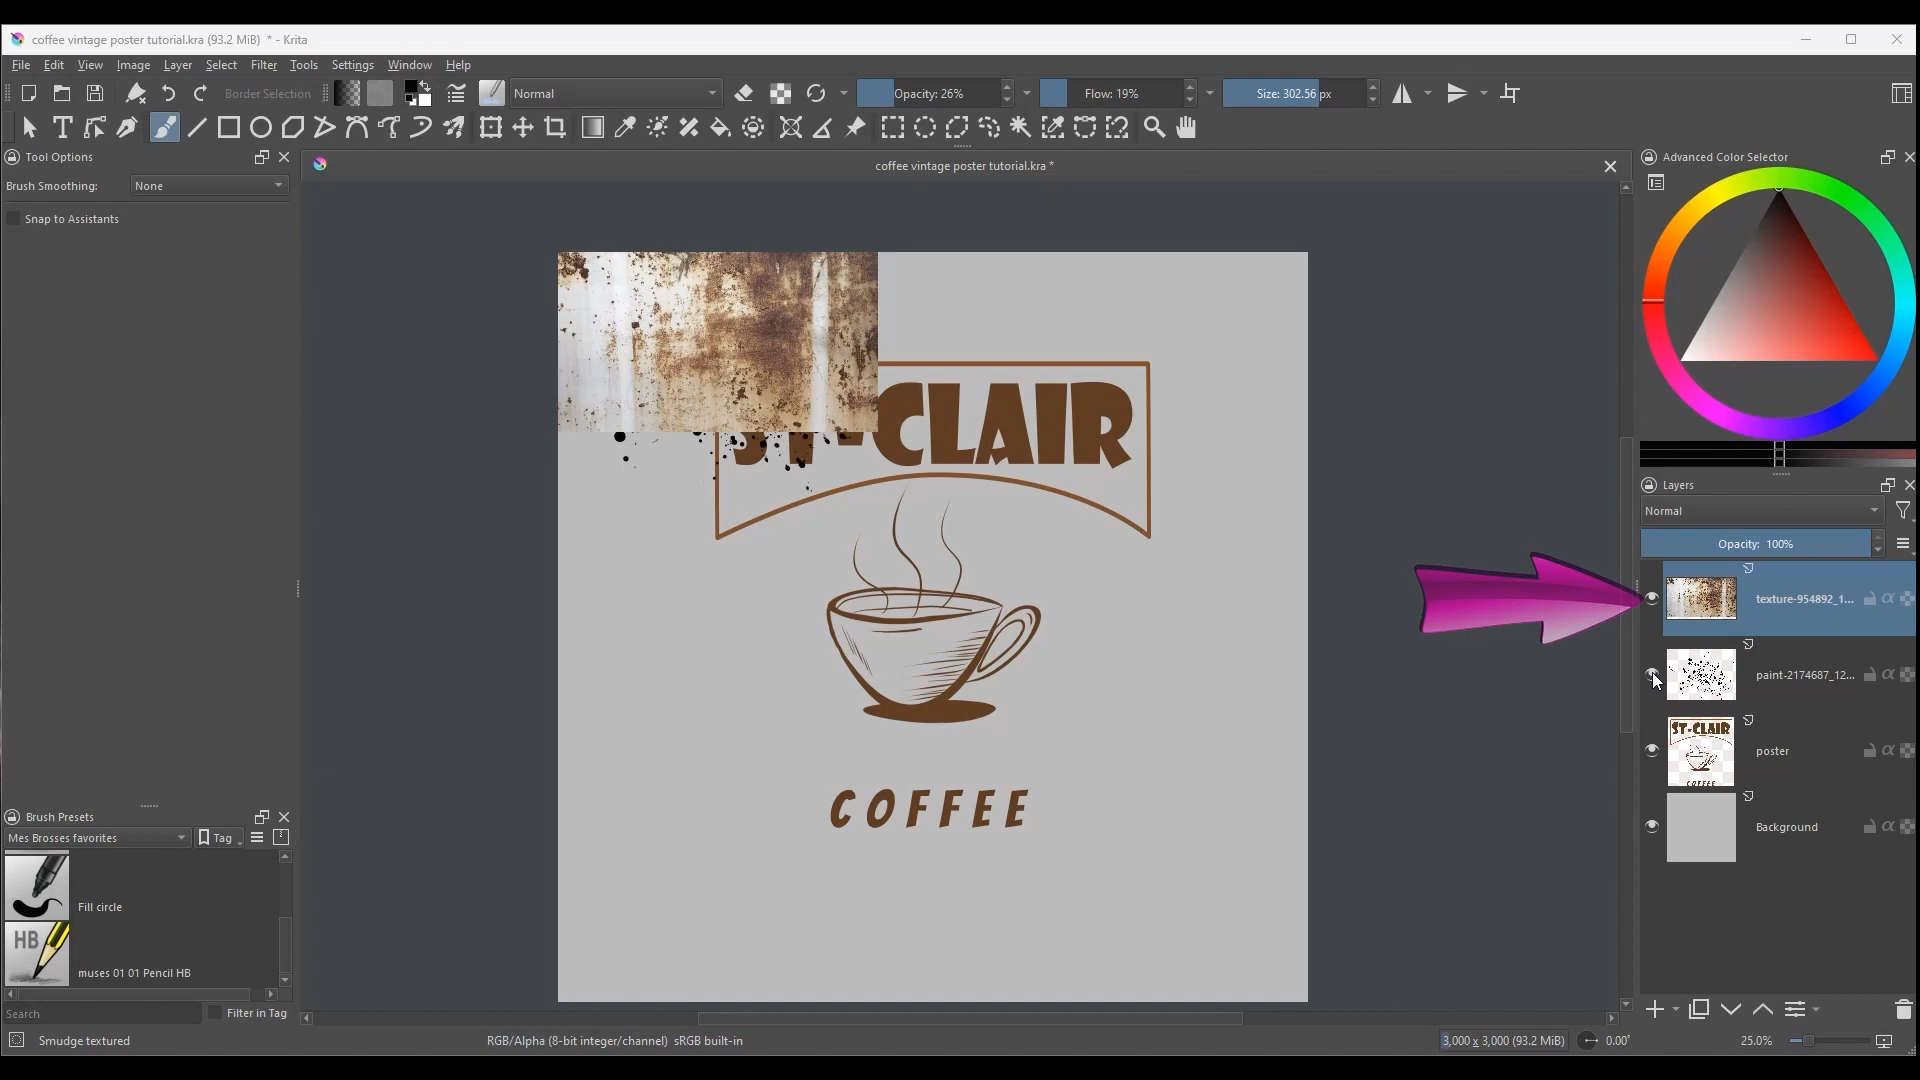 coffee vintage poster tutorial.kra (93.2 MiB) * - Krita
File Edit View Image Layer Select Filter Tools Settings Window Help
Border Selection Normal Opacity: 26% Flow: 19% Size: 302.56 px
Tool Options
coffee vintage poster tutorial.kra *
Advanced Color Selector
Brush Smoothing: None
Snap to Assistants
ST-CLAIR
COFFEE
Layers
Normal
Opacity: 100%
texture-954892_1...
paint-2174687_12...
ST-CLAIR
COFFEE
poster
Background
Brush Presets
Mes Brosses favorites Tag
Fill circle
HB
muses 01 01 Pencil HB
Search Filter in Tag
Smudge textured RGB/Alpha (8-bit integer/channel) sRGB built-in 3,000 x 3,000 (93.2 MiB) 0.00° 25.0%